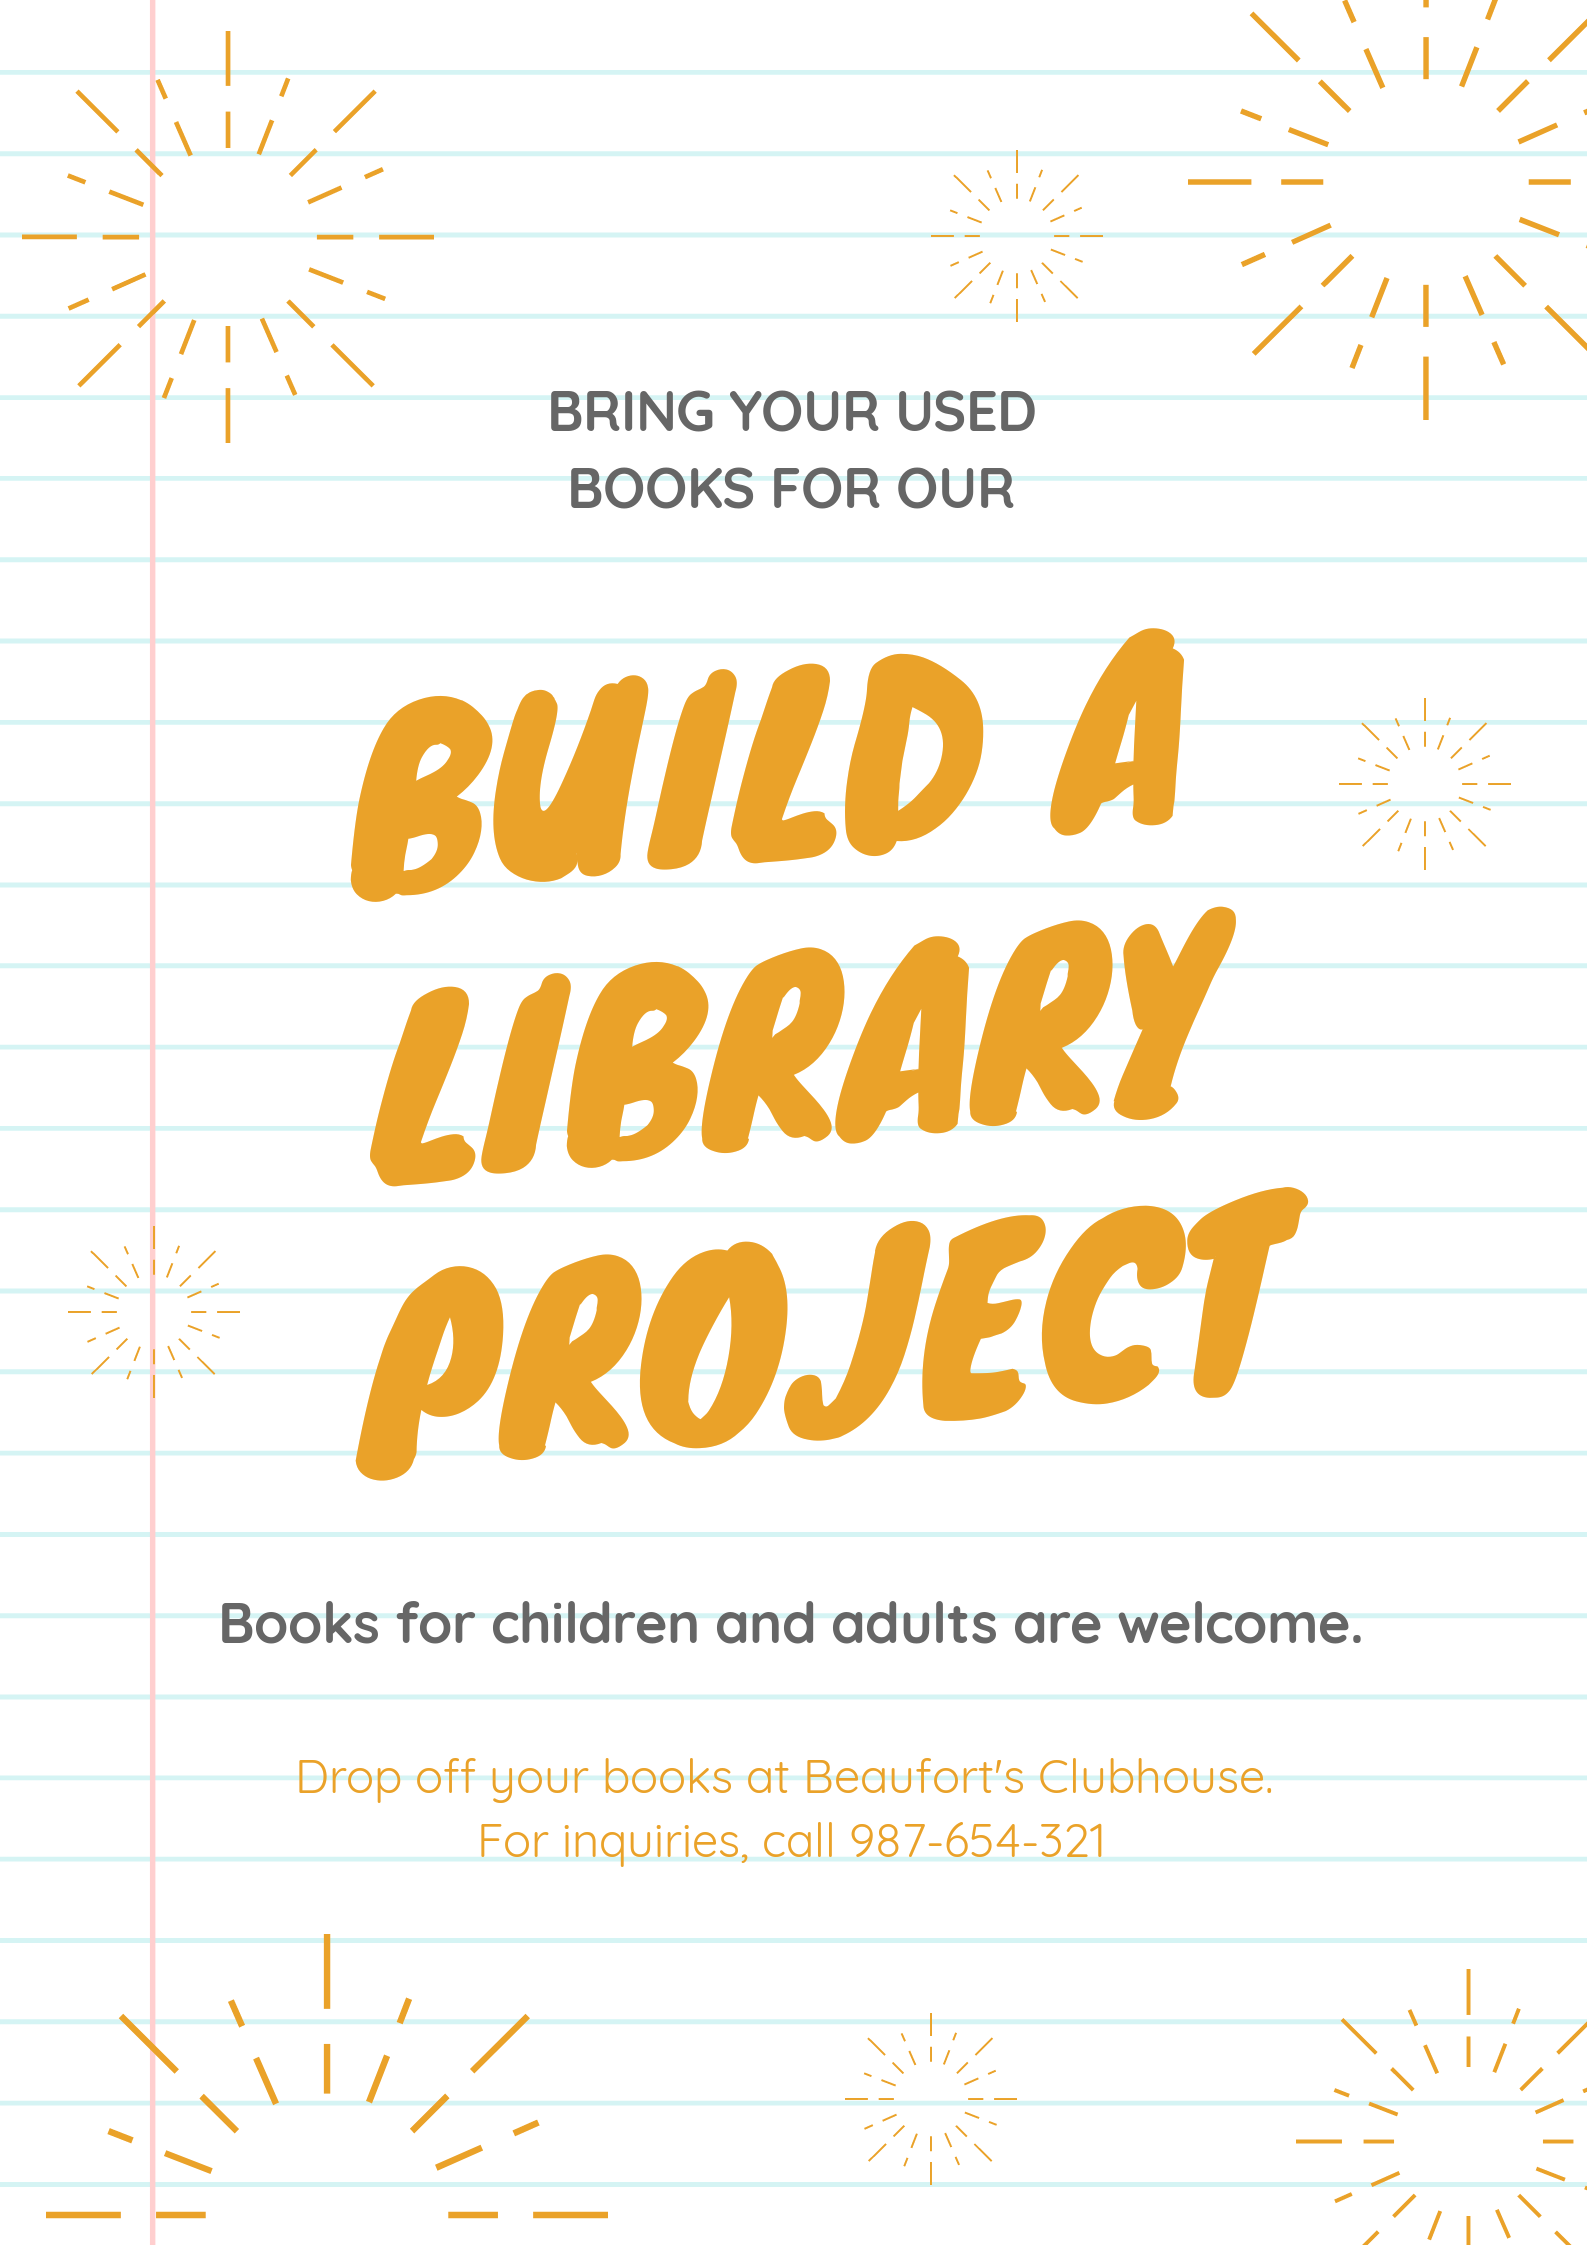 BRING YOUR USED
BOOKS FOR OUR
BUILD A
LIBRARY
PROJECT
Books for children and adults are welcome.
Drop off your books at Beaufort's Clubhouse.
For inquiries, call 987-654-321